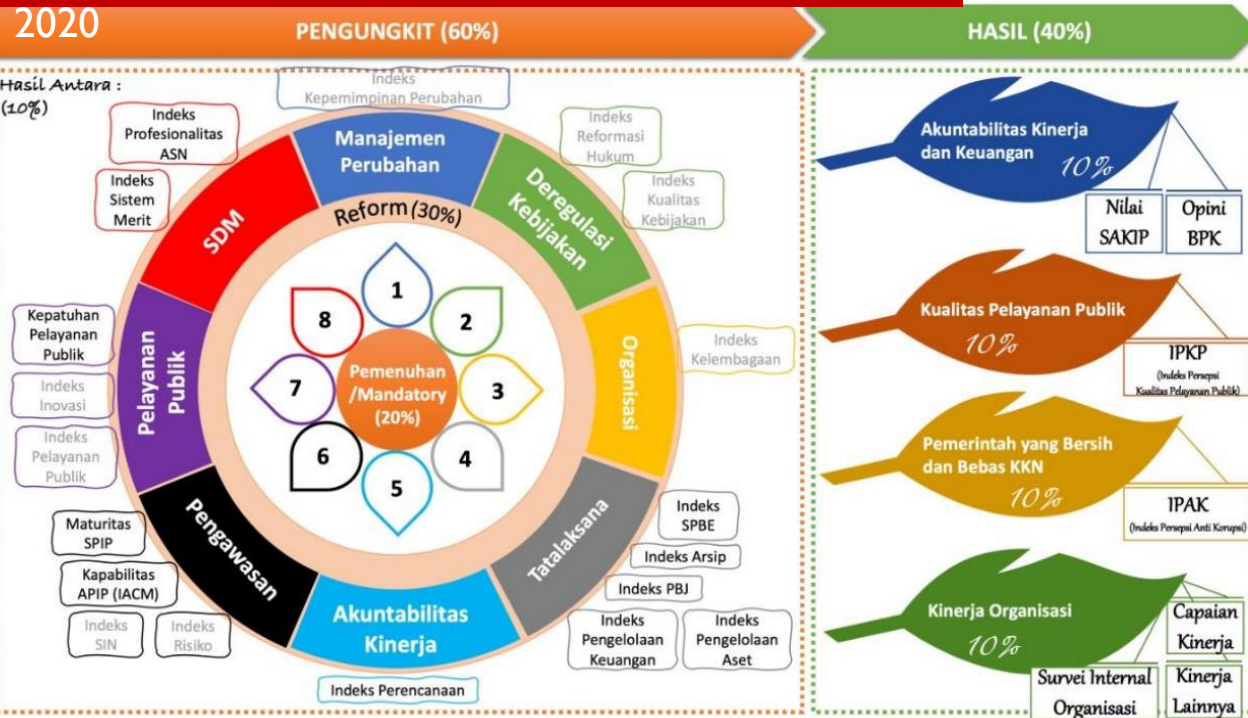 2020
PENGUNGKIT (60%)
HASIL (40%)
Hasil Antara :
(10%)
Indeks
Kepemimpinan Perubahan
Indeks
Profesionalitas
ASN
Indeks
Sistem
Merit
Indeks
Reformasi
Hukum
Indeks
Kualitas
Kebijakan
Manajemen
Perubahan
Deregulasi
Kebijakan
SDM
Reform (30%)
Organisasi
Indeks
Kelembagaan
Pelayanan
Publik
Kepatuhan
Pelayanan
Publik
Indeks
Inovasi
Indeks
Pelayanan
Publik
1
2
3
4
5
6
7
8
Pemenuhan
/Mandatory
(20%)
Tatalaksana
Indeks
SPBE
Indeks Arsip
Indeks PBJ
Indeks
Pengelolaan
Keuangan
Indeks
Pengelolaan
Aset
Pengawasan
Maturitas
SPIP
Kapabilitas
APIP (IACM)
Indeks
SIN
Indeks
Risiko
Akuntabilitas
Kinerja
Indeks Perencanaan
Akuntabilitas Kinerja
dan Keuangan
10%
Nilai
SAKIP
Opini
BPK
Kualitas Pelayanan Publik
10%
IPKP
(Indeks Persepsi
Kualitas Pelayanan Publik)
Pemerintah yang Bersih
dan Bebas KKN
10%
IPAK
(Indeks Persepsi Anti Korupsi)
Kinerja Organisasi
10%
Capaian
Kinerja
Survei Internal
Organisasi
Kinerja
Lainnya